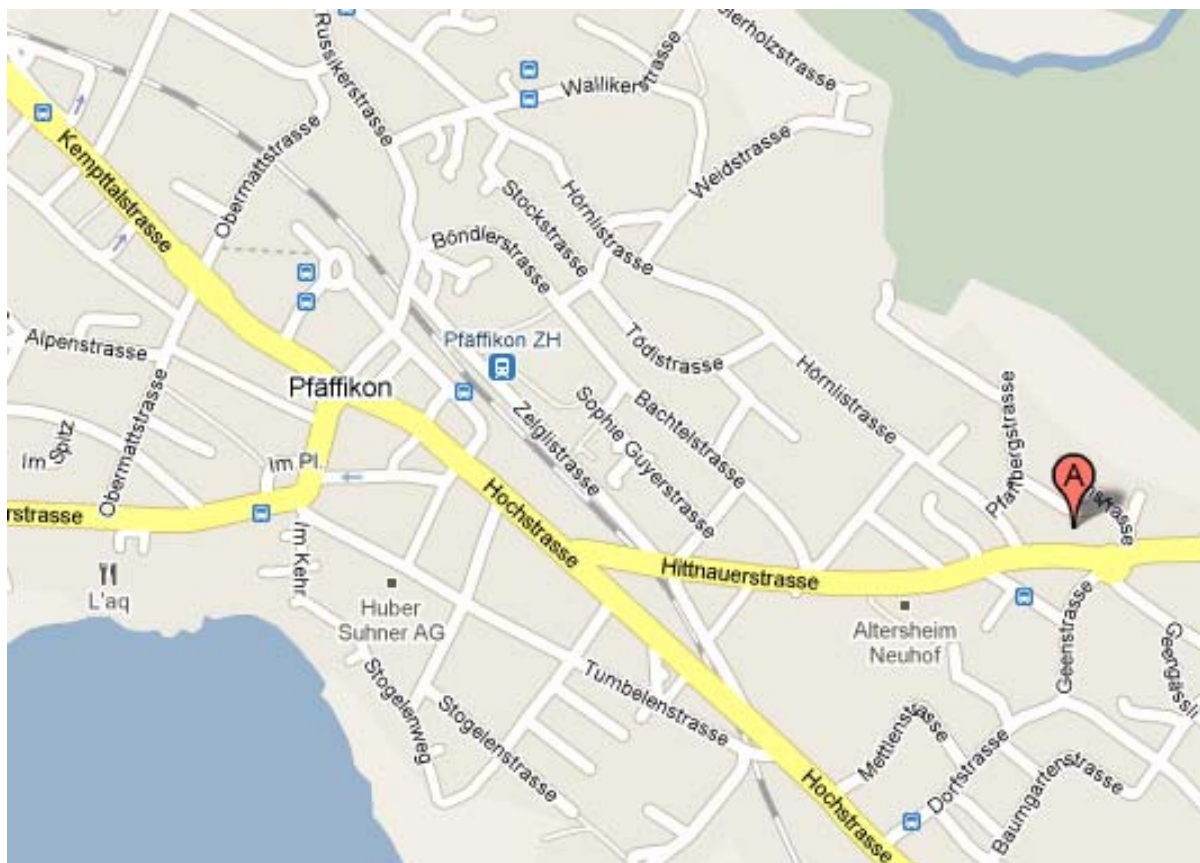 Russikerstrasse
Wallikerstrasse
Kempttalstrasse
Obermattstrasse
Weidstrasse
Stockstrasse
Hörnlistrasse
Böndlerstrasse
Alpenstrasse
Pfäffikon ZH
Tödistrasse
Pfäffikon
Hörnlistrasse
Obermattstrasse
Zelglistrasse
Sophie Guyerstrasse
Bachtelstrasse
Pfaffbergstrasse
Im Spitz
Im Pl.
A
Hochstrasse
Im Kehr
Hittnauerstrasse
L'aq
Huber
Suhner AG
Altersheim
Neuhof
Geenstrasse
Geengässli
Stogelenweg
Stogelenstrasse
Tumbelenstrasse
Mettlenstrasse
Dorfstrasse
Baumgartenstrasse
Hochstrasse